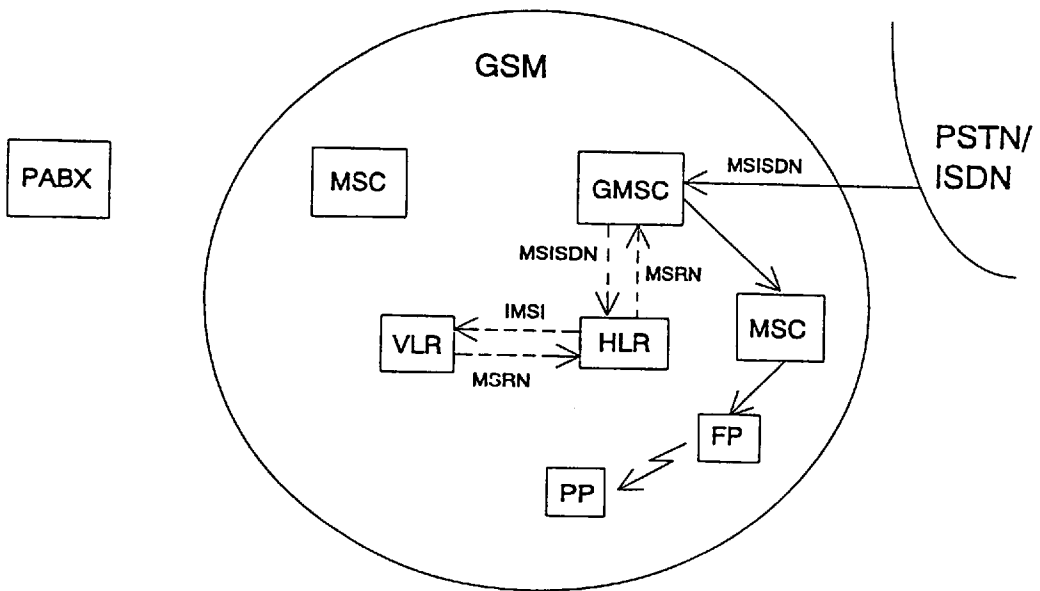 GSM
PSTN/
ISDN
PABX
MSC
GMSC
MSISDN
MSISDN
MSRN
IMSI
VLR
HLR
MSC
MSRN
FP
PP